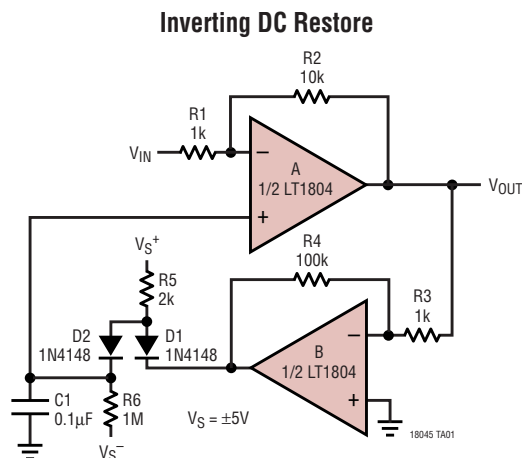 Inverting DC Restore
R2
10k
R1
1k
VIN
−
A
1/2 LT1804
+
VOUT
VS+
R4
100k
R5
2k
R3
1k
D2
1N4148
D1
1N4148
−
B
1/2 LT1804
+
C1
0.1µF
R6
1M
VS = ±5V
VS−
18045 TA01